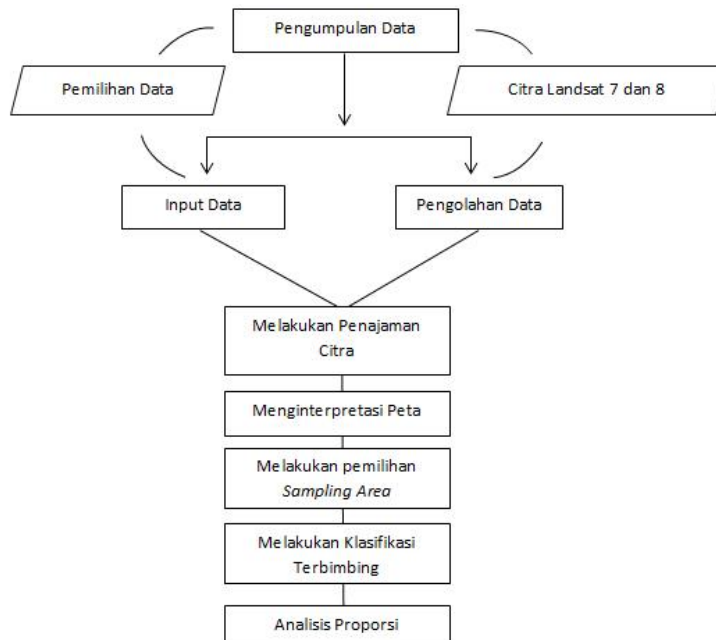 Pengumpulan Data
Pemilihan Data
Citra Landsat 7 dan 8
Input Data
Pengolahan Data
Melakukan Penajaman
Citra
Menginterpretasi Peta
Melakukan pemilihan
Sampling Area
Melakukan Klasifikasi
Terbimbing
Analisis Proporsi